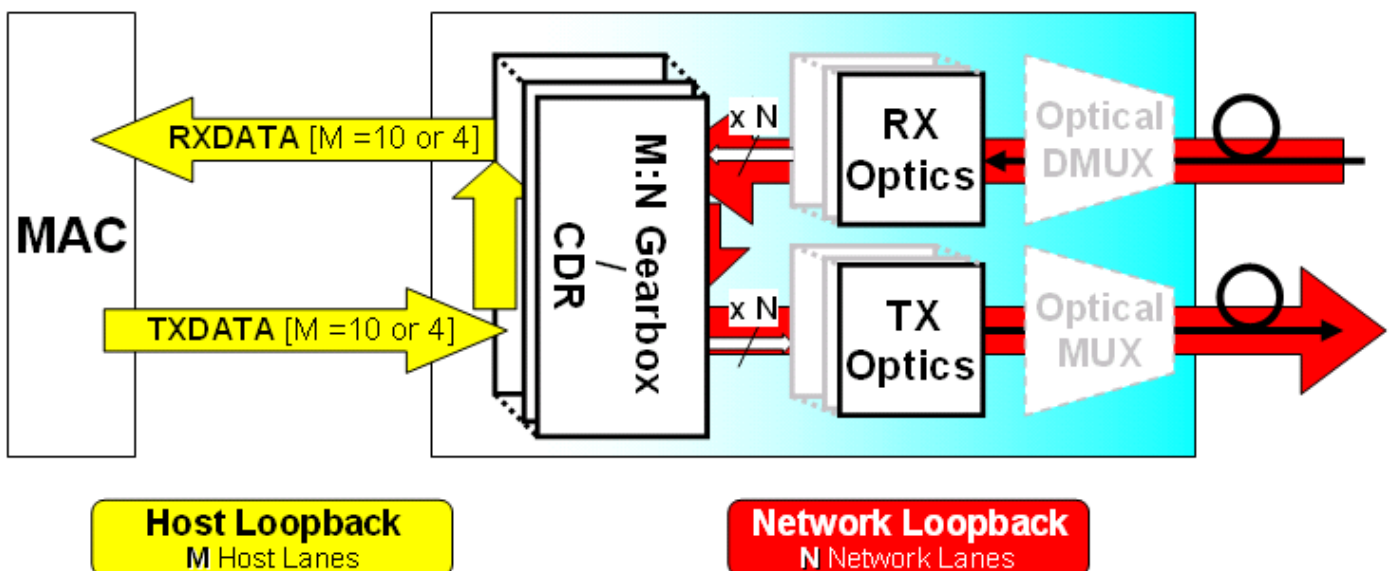 MAC
RXDATA [M =10 or 4]
TXDATA [M =10 or 4]
M:N Gearbox
/
CDR
x N
RX
Optics
Optical
DMUX
x N
TX
Optics
Optical
MUX
Host Loopback
M Host Lanes
Network Loopback
N Network Lanes